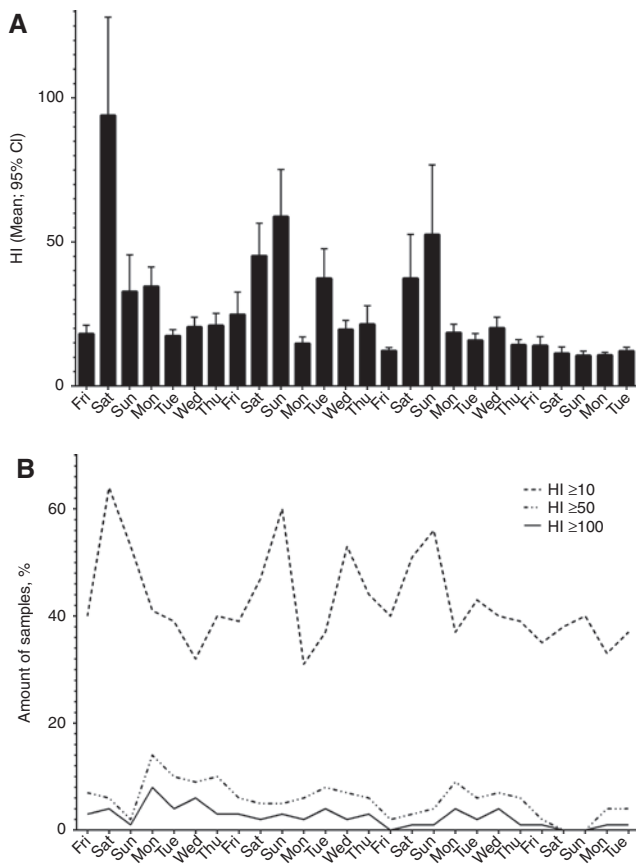 A
HI (Mean; 95% CI)
100
50
0
Fri Sat Sun Mon Tue Wed Thu Fri Sat Sun Mon Tue Wed Thu Fri Sat Sun Mon Tue Wed Thu Fri Sat Sun Mon Tue
B
Amount of samples, %
60
40
20
0
HI ≥10
HI ≥50
HI ≥100
Fri Sat Sun Mon Tue Wed Thu Fri Sat Sun Mon Tue Wed Thu Fri Sat Sun Mon Tue Wed Thu Fri Sat Sun Mon Tue